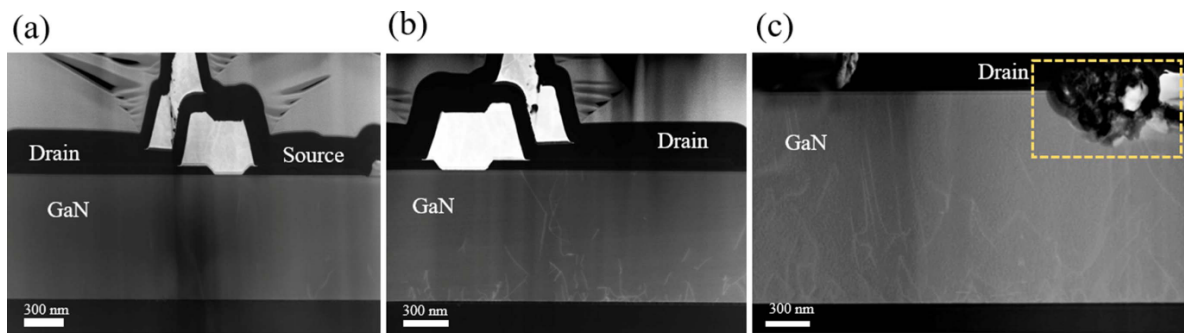 (a)
(b)
(c)
Drain
Source
GaN
300 nm
Drain
GaN
300 nm
Drain
GaN
300 nm